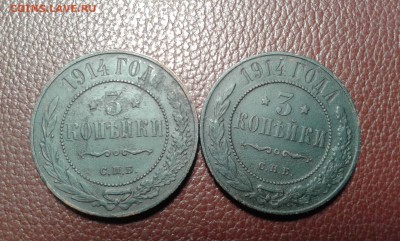 COINS.LAVE.RU
1914 ГОДА
3
КОПѢЙКИ
С.П.Б.
1914 ГОДА
3
КОПѢЙКИ
С.П.Б.